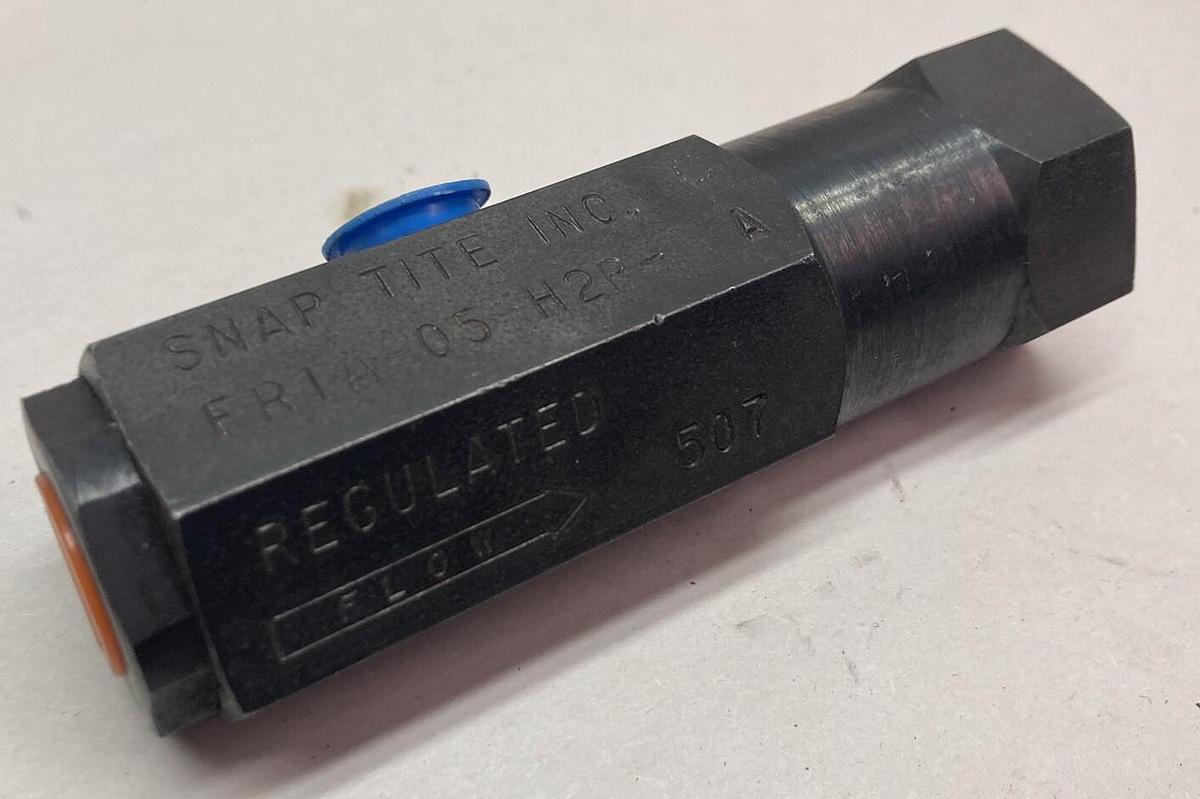 SNAP TITE INC.
FR1A 05 H2P- A
REGULATED
507
FLOW